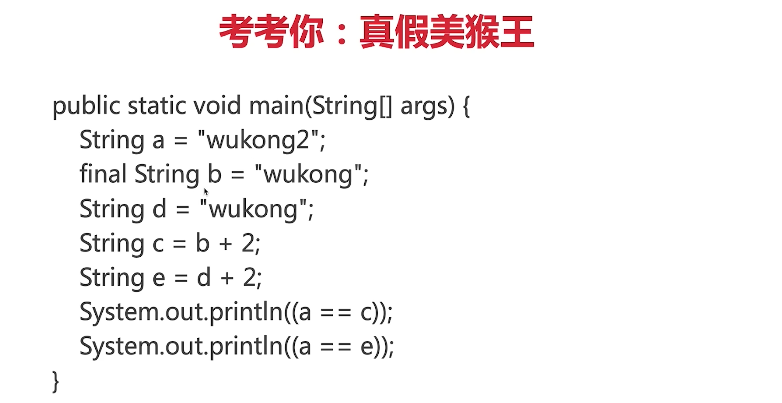 考考你：真假美猴王
public static void main(String[] args) {
String a = "wukong2";
final String b = "wukong";
String d = "wukong";
String c = b + 2;
String e = d + 2;
System.out.println((a == c));
System.out.println((a == e));
}